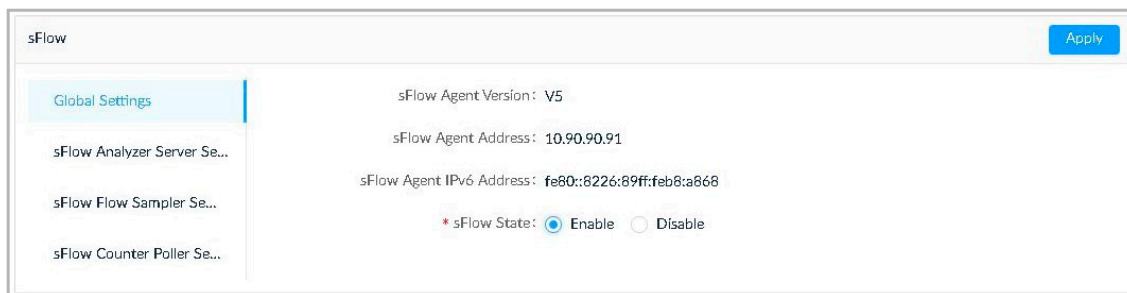 sFlow
Apply
Global Settings
sFlow Analyzer Server Se...
sFlow Flow Sampler Se...
sFlow Counter Poller Se...
sFlow Agent Version: V5
sFlow Agent Address: 10.90.90.91
sFlow Agent IPv6 Address: fe80::8226:89ff:feb8:a868
* sFlow State: Enable Disable